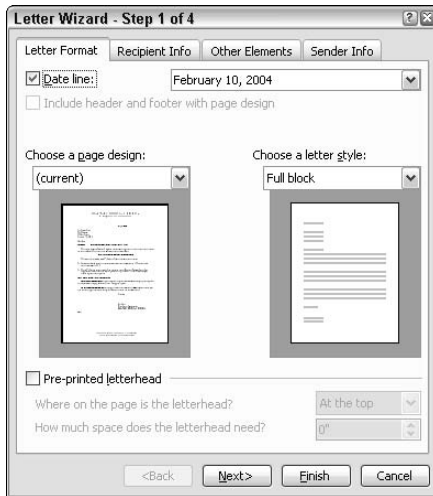 Letter Wizard - Step 1 of 4
Letter Format Recipient Info Other Elements Sender Info
Date line: February 10, 2004
Include header and footer with page design
Choose a page design: Choose a letter style:
(current) Full block
Pre-printed letterhead
Where on the page is the letterhead? At the top
How much space does the letterhead need? 0"
<Back Next> Finish Cancel